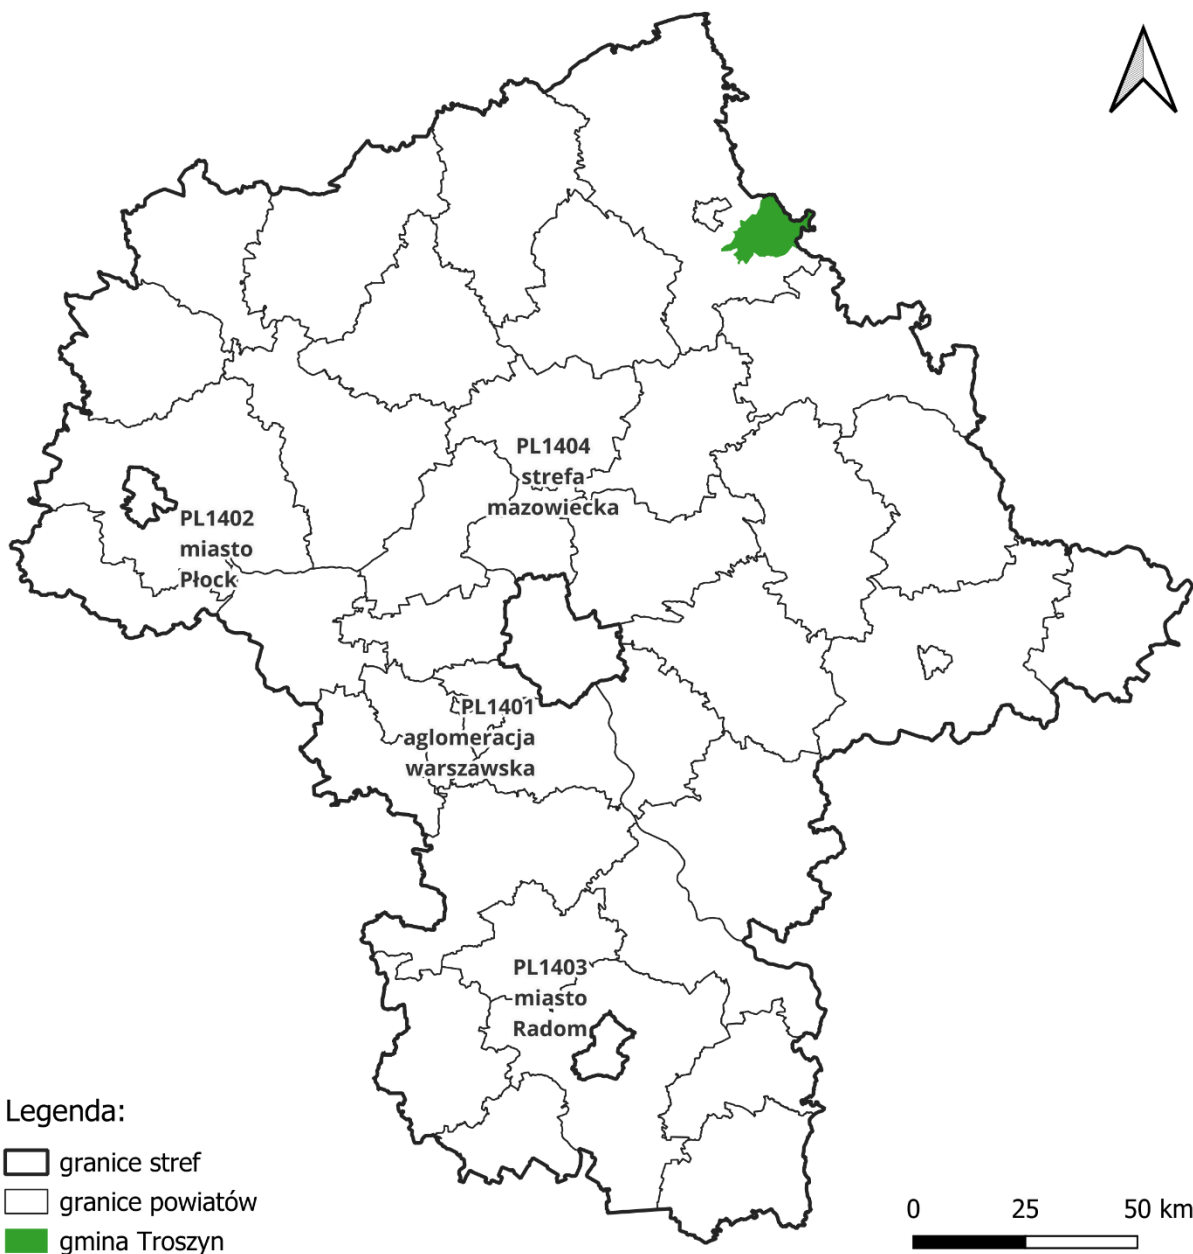 PL1404
strefa
mazowiecka
PL1402
miasto
Płock
PL1401
aglomeracja
warszawska
PL1403
miasto
Radom
Legenda:
granice stref
granice powiatów
gmina Troszyn
0 25 50 km